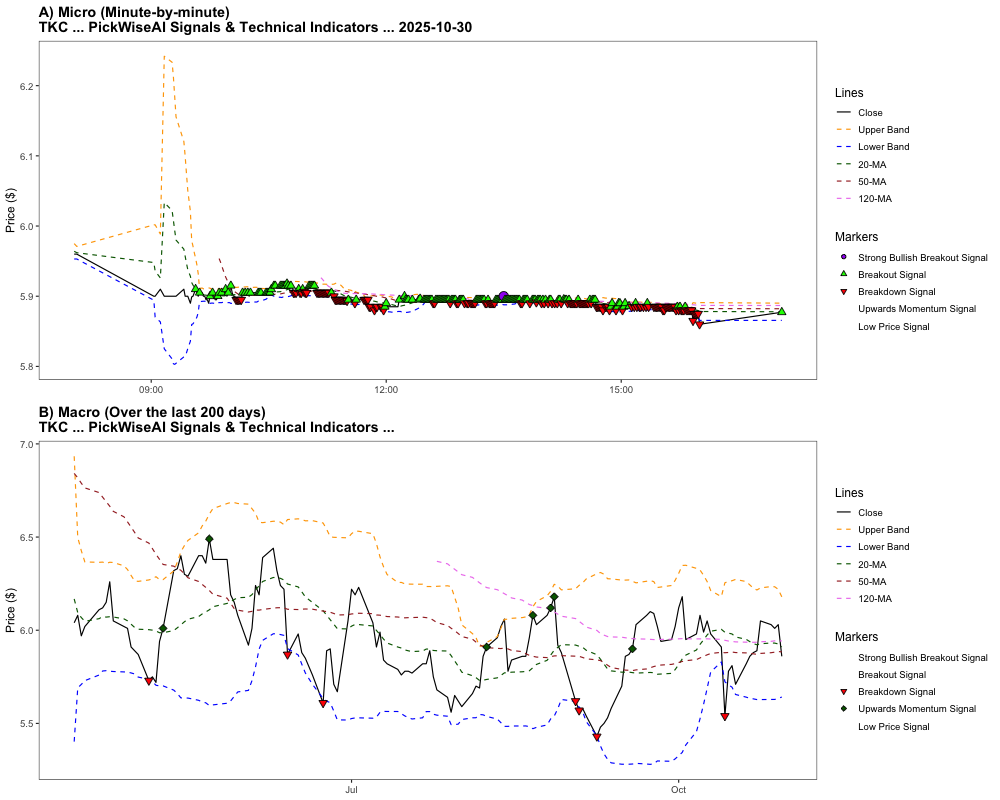 A) Micro (Minute-by-minute)
TKC ... PickWiseAI Signals & Technical Indicators ... 2025-10-30
Price ($)
6.2
6.1
6.0
5.9
5.8
09:00
12:00
15:00
Lines
Close
Upper Band
Lower Band
20-MA
50-MA
120-MA
Markers
Strong Bullish Breakout Signal
Breakout Signal
Breakdown Signal
Upwards Momentum Signal
Low Price Signal
B) Macro (Over the last 200 days)
TKC ... PickWiseAI Signals & Technical Indicators ...
Price ($)
7.0
6.5
6.0
5.5
Jul
Oct
Lines
Close
Upper Band
Lower Band
20-MA
50-MA
120-MA
Markers
Strong Bullish Breakout Signal
Breakout Signal
Breakdown Signal
Upwards Momentum Signal
Low Price Signal